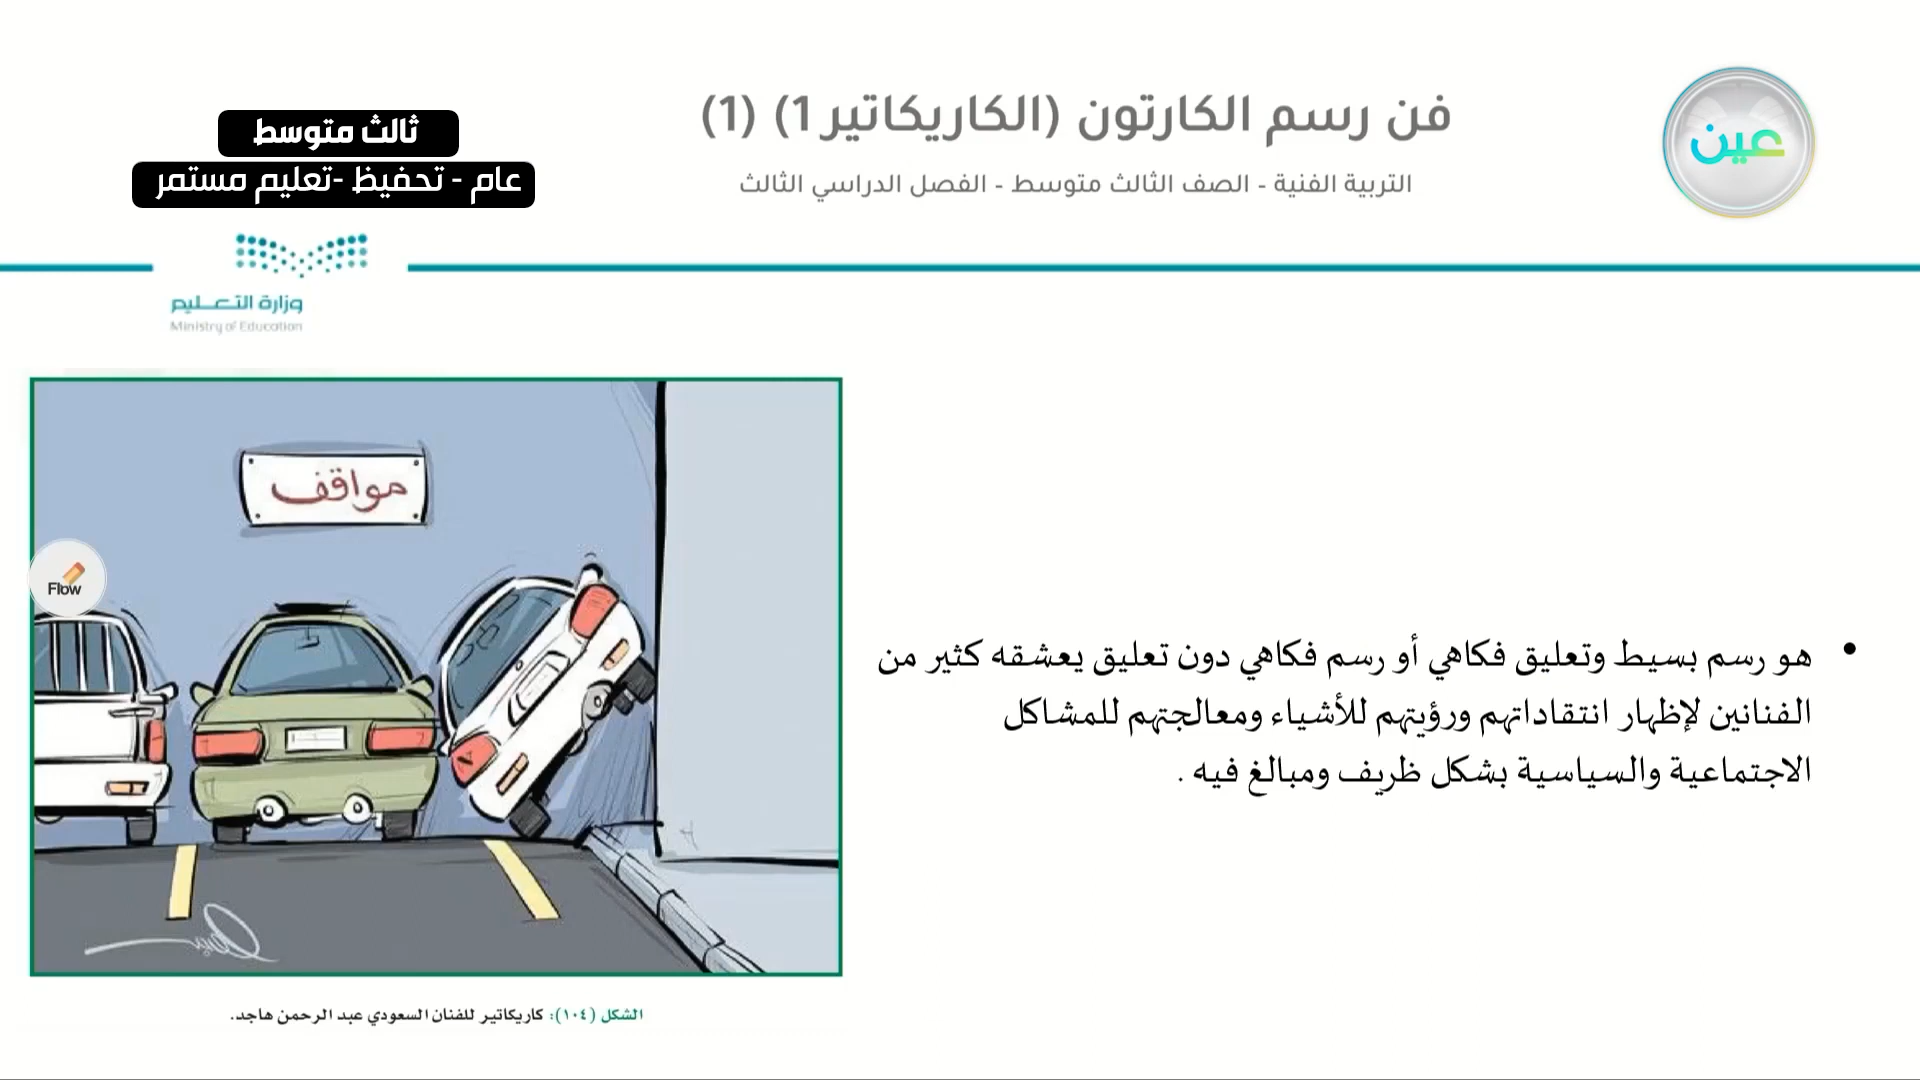 فن رسم الكارتون (الكاريكاتير 1) (1)
التربية الفنية - الصف الثالث متوسط - الفصل الدراسي الثالث
عين
ثالث متوسط
عام - تحفيظ -تعليم مستمر
وزارة التعليم
Ministry of Education
مواقف
Flow
• هو رسم بسيط وتعليق فكاهي أو رسم فكاهي دون تعليق يعشقه كثير من
الفنانين لإظهار انتقاداتهم ورؤيتهم للأشياء ومعالجتهم للمشاكل
الاجتماعية والسياسية بشكل ظريف ومبالغ فيه .
الشكل (١٠٤): كاريكاتير للفنان السعودي عبد الرحمن هاجد.